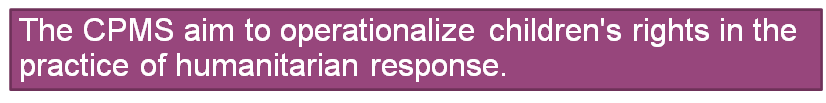 The CPMS aim to operationalize children's rights in the
practice of humanitarian response.